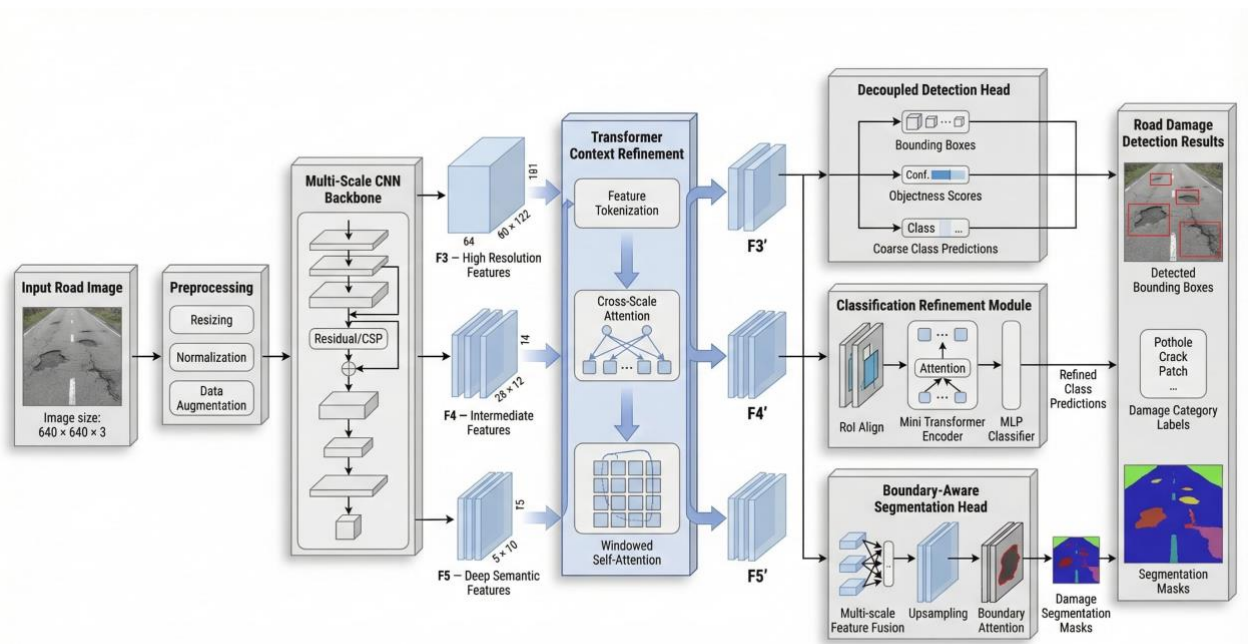 Input Road Image
Image size:
640 × 640 × 3
Preprocessing
Resizing
Normalization
Data
Augmentation
Multi-Scale CNN
Backbone
Residual/CSP
64
60 × 122
181
F3 – High Resolution
Features
14
28 × 12
F4 – Intermediate
Features
T5
5 × 10
F5 – Deep Semantic
Features
Transformer
Context Refinement
Feature
Tokenization
Cross-Scale
Attention
...
Windowed
Self-Attention
F3'
F4'
F5'
Decoupled Detection Head
...
Bounding Boxes
Conf.
Objectness Scores
Class ...
Coarse Class Predictions
Classification Refinement Module
RoI Align
...
Attention
...
Mini Transformer
Encoder
MLP
Classifier
Refined
Class
Predictions
Boundary-Aware
Segmentation Head
Multi-scale
Feature Fusion
Upsampling
Boundary
Attention
Damage
Segmentation
Masks
Road Damage
Detection Results
Detected
Bounding Boxes
Pothole
Crack
Patch
...
Damage Category
Labels
Segmentation
Masks